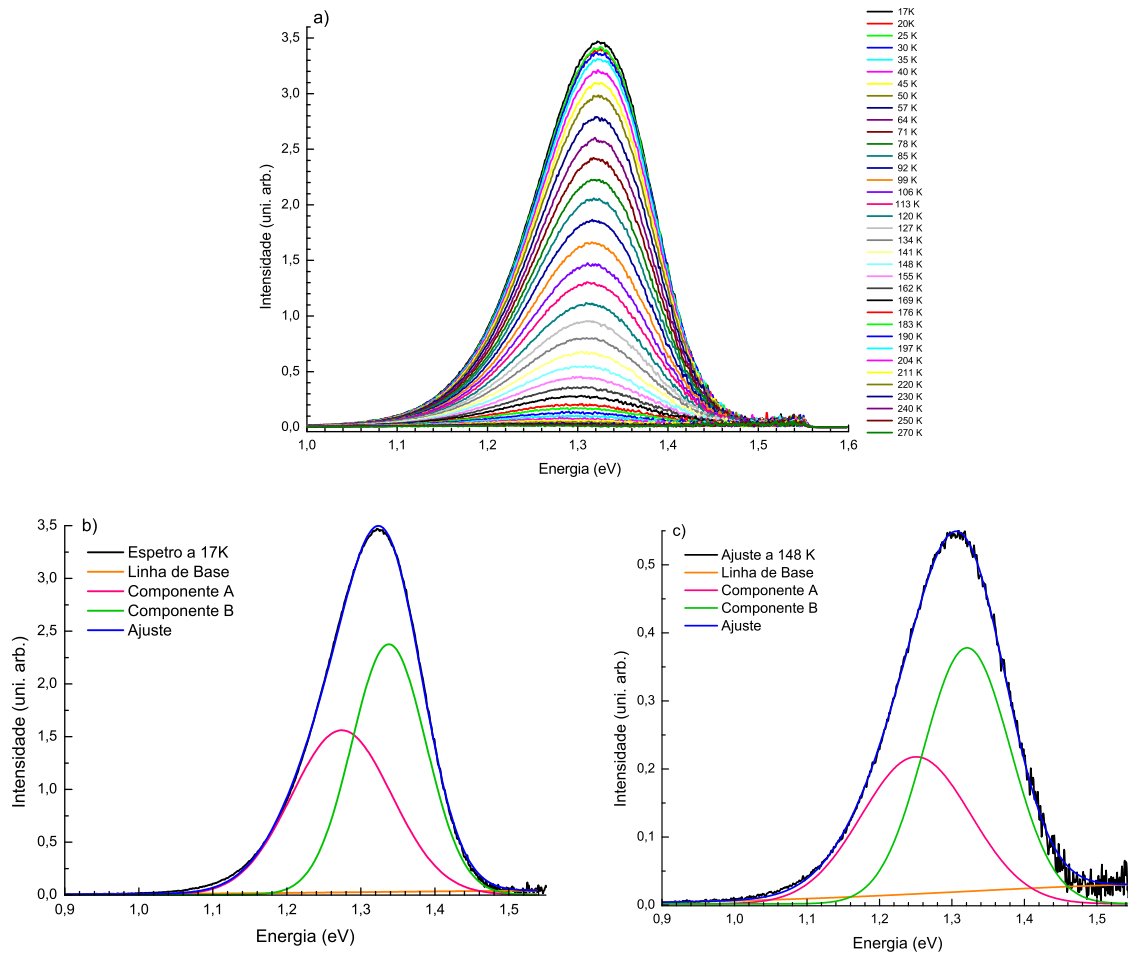 a)
3,5
3,0
2,5
2,0
1,5
1,0
0,5
0,0
Intensidade (uni. arb.)
1,0 1,1 1,2 1,3 1,4 1,5 1,6
Energia (eV)
17K
20K
25 K
30 K
35 K
40 K
45 K
50 K
57 K
64 K
71 K
78 K
85 K
92 K
99 K
106 K
113 K
120 K
127 K
134 K
141 K
148 K
155 K
162 K
169 K
176 K
183 K
190 K
197 K
204 K
211 K
220 K
230 K
240 K
250 K
270 K
b)
3,5
3,0
2,5
2,0
1,5
1,0
0,5
0,0
Intensidade (uni. arb.)
Espetro a 17K
Linha de Base
Componente A
Componente B
Ajuste
0,9 1,0 1,1 1,2 1,3 1,4 1,5
Energia (eV)
c)
0,5
0,4
0,3
0,2
0,1
0,0
Intensidade (uni. arb.)
Ajuste a 148 K
Linha de Base
Componente A
Componente B
Ajuste
0,9 1,0 1,1 1,2 1,3 1,4 1,5
Energia (eV)